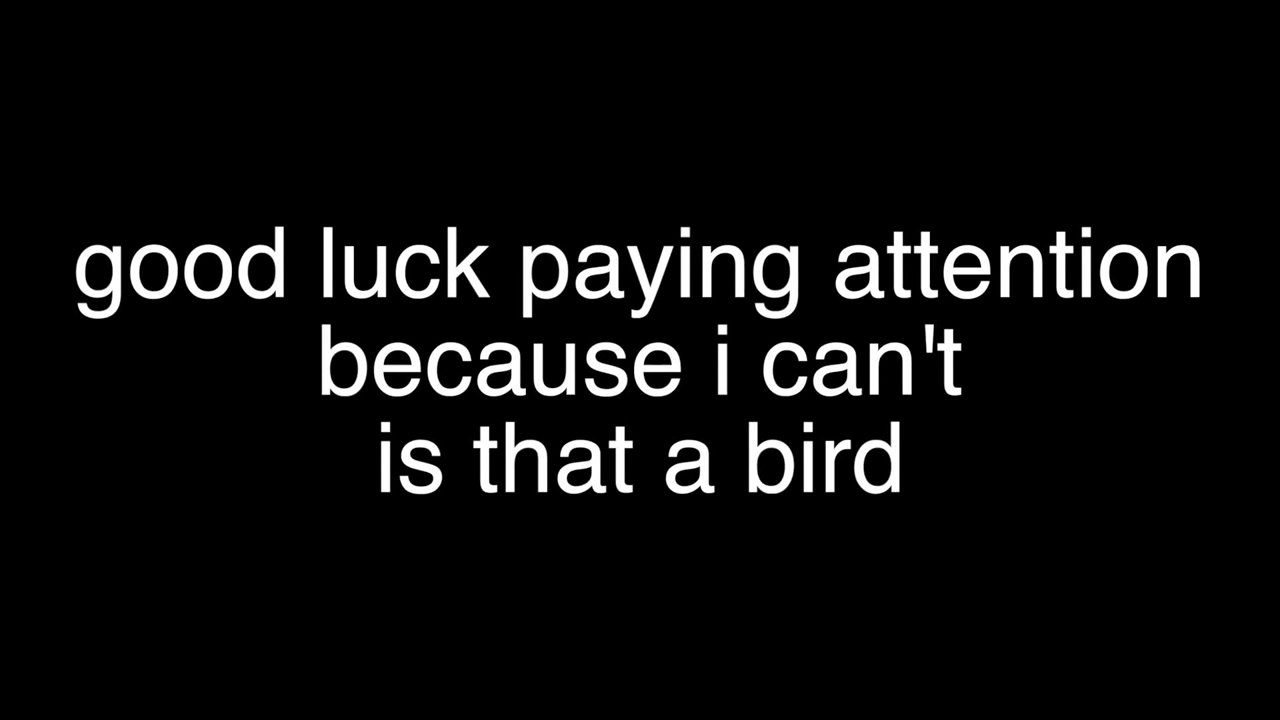 good luck paying attention
because i can't
is that a bird